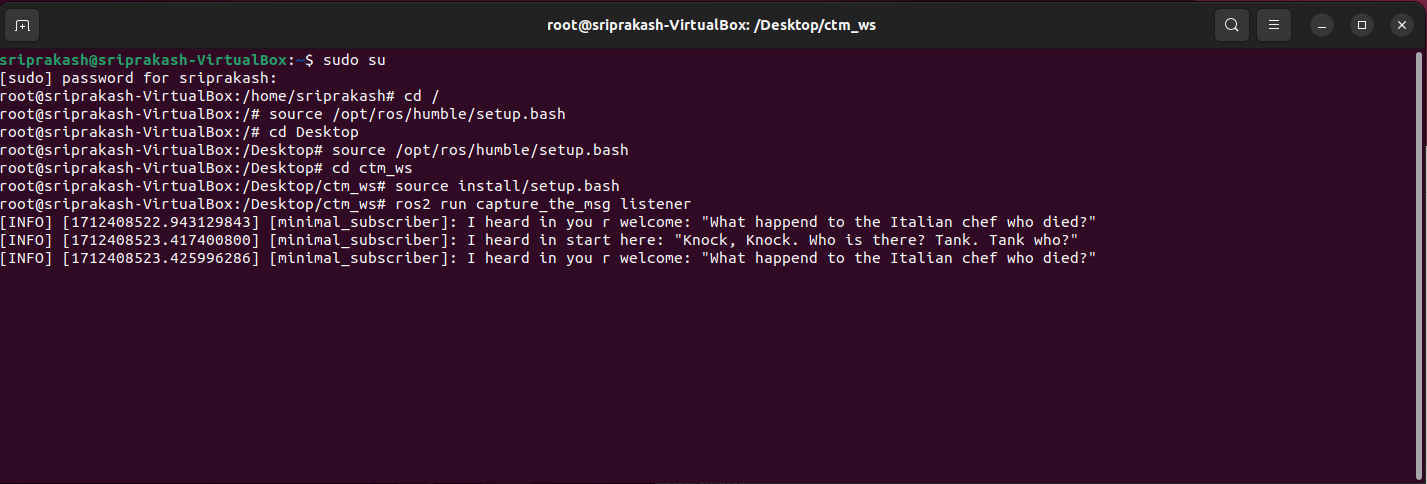 root@sriprakash-VirtualBox: /Desktop/ctm_ws
sriprakash@sriprakash-VirtualBox:~$ sudo su
[sudo] password for sriprakash:
root@sriprakash-VirtualBox:/home/sriprakash# cd /
root@sriprakash-VirtualBox:/# source /opt/ros/humble/setup.bash
root@sriprakash-VirtualBox:/# cd Desktop
root@sriprakash-VirtualBox:/Desktop# source /opt/ros/humble/setup.bash
root@sriprakash-VirtualBox:/Desktop# cd ctm_ws
root@sriprakash-VirtualBox:/Desktop/ctm_ws# source install/setup.bash
root@sriprakash-VirtualBox:/Desktop/ctm_ws# ros2 run capture_the_msg listener
[INFO] [1712408522.943129843] [minimal_subscriber]: I heard in you r welcome: "What happend to the Italian chef who died?"
[INFO] [1712408523.417400800] [minimal_subscriber]: I heard in start here: "Knock, Knock. Who is there? Tank. Tank who?"
[INFO] [1712408523.425996286] [minimal_subscriber]: I heard in you r welcome: "What happend to the Italian chef who died?"